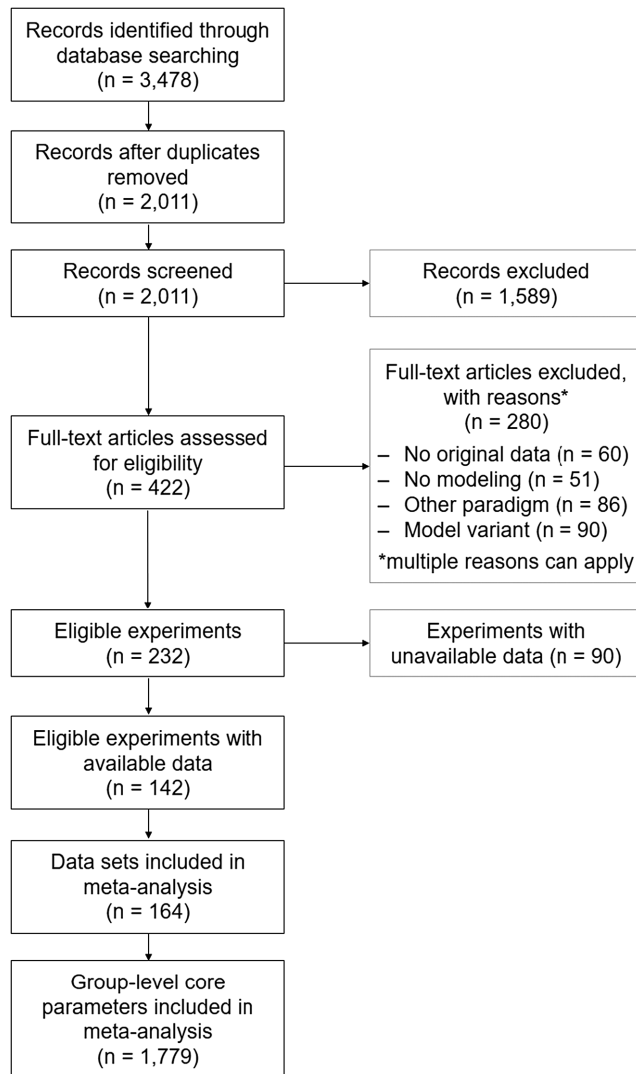 Records identified through
database searching
(n = 3,478)
Records after duplicates
removed
(n = 2,011)
Records screened
(n = 2,011)
Records excluded
(n = 1,589)
Full-text articles assessed
for eligibility
(n = 422)
Full-text articles excluded,
with reasons*
(n = 280)
– No original data (n = 60)
– No modeling (n = 51)
– Other paradigm (n = 86)
– Model variant (n = 90)
*multiple reasons can apply
Eligible experiments
(n = 232)
Experiments with
unavailable data (n = 90)
Eligible experiments with
available data
(n = 142)
Data sets included in
meta-analysis
(n = 164)
Group-level core
parameters included in
meta-analysis
(n = 1,779)